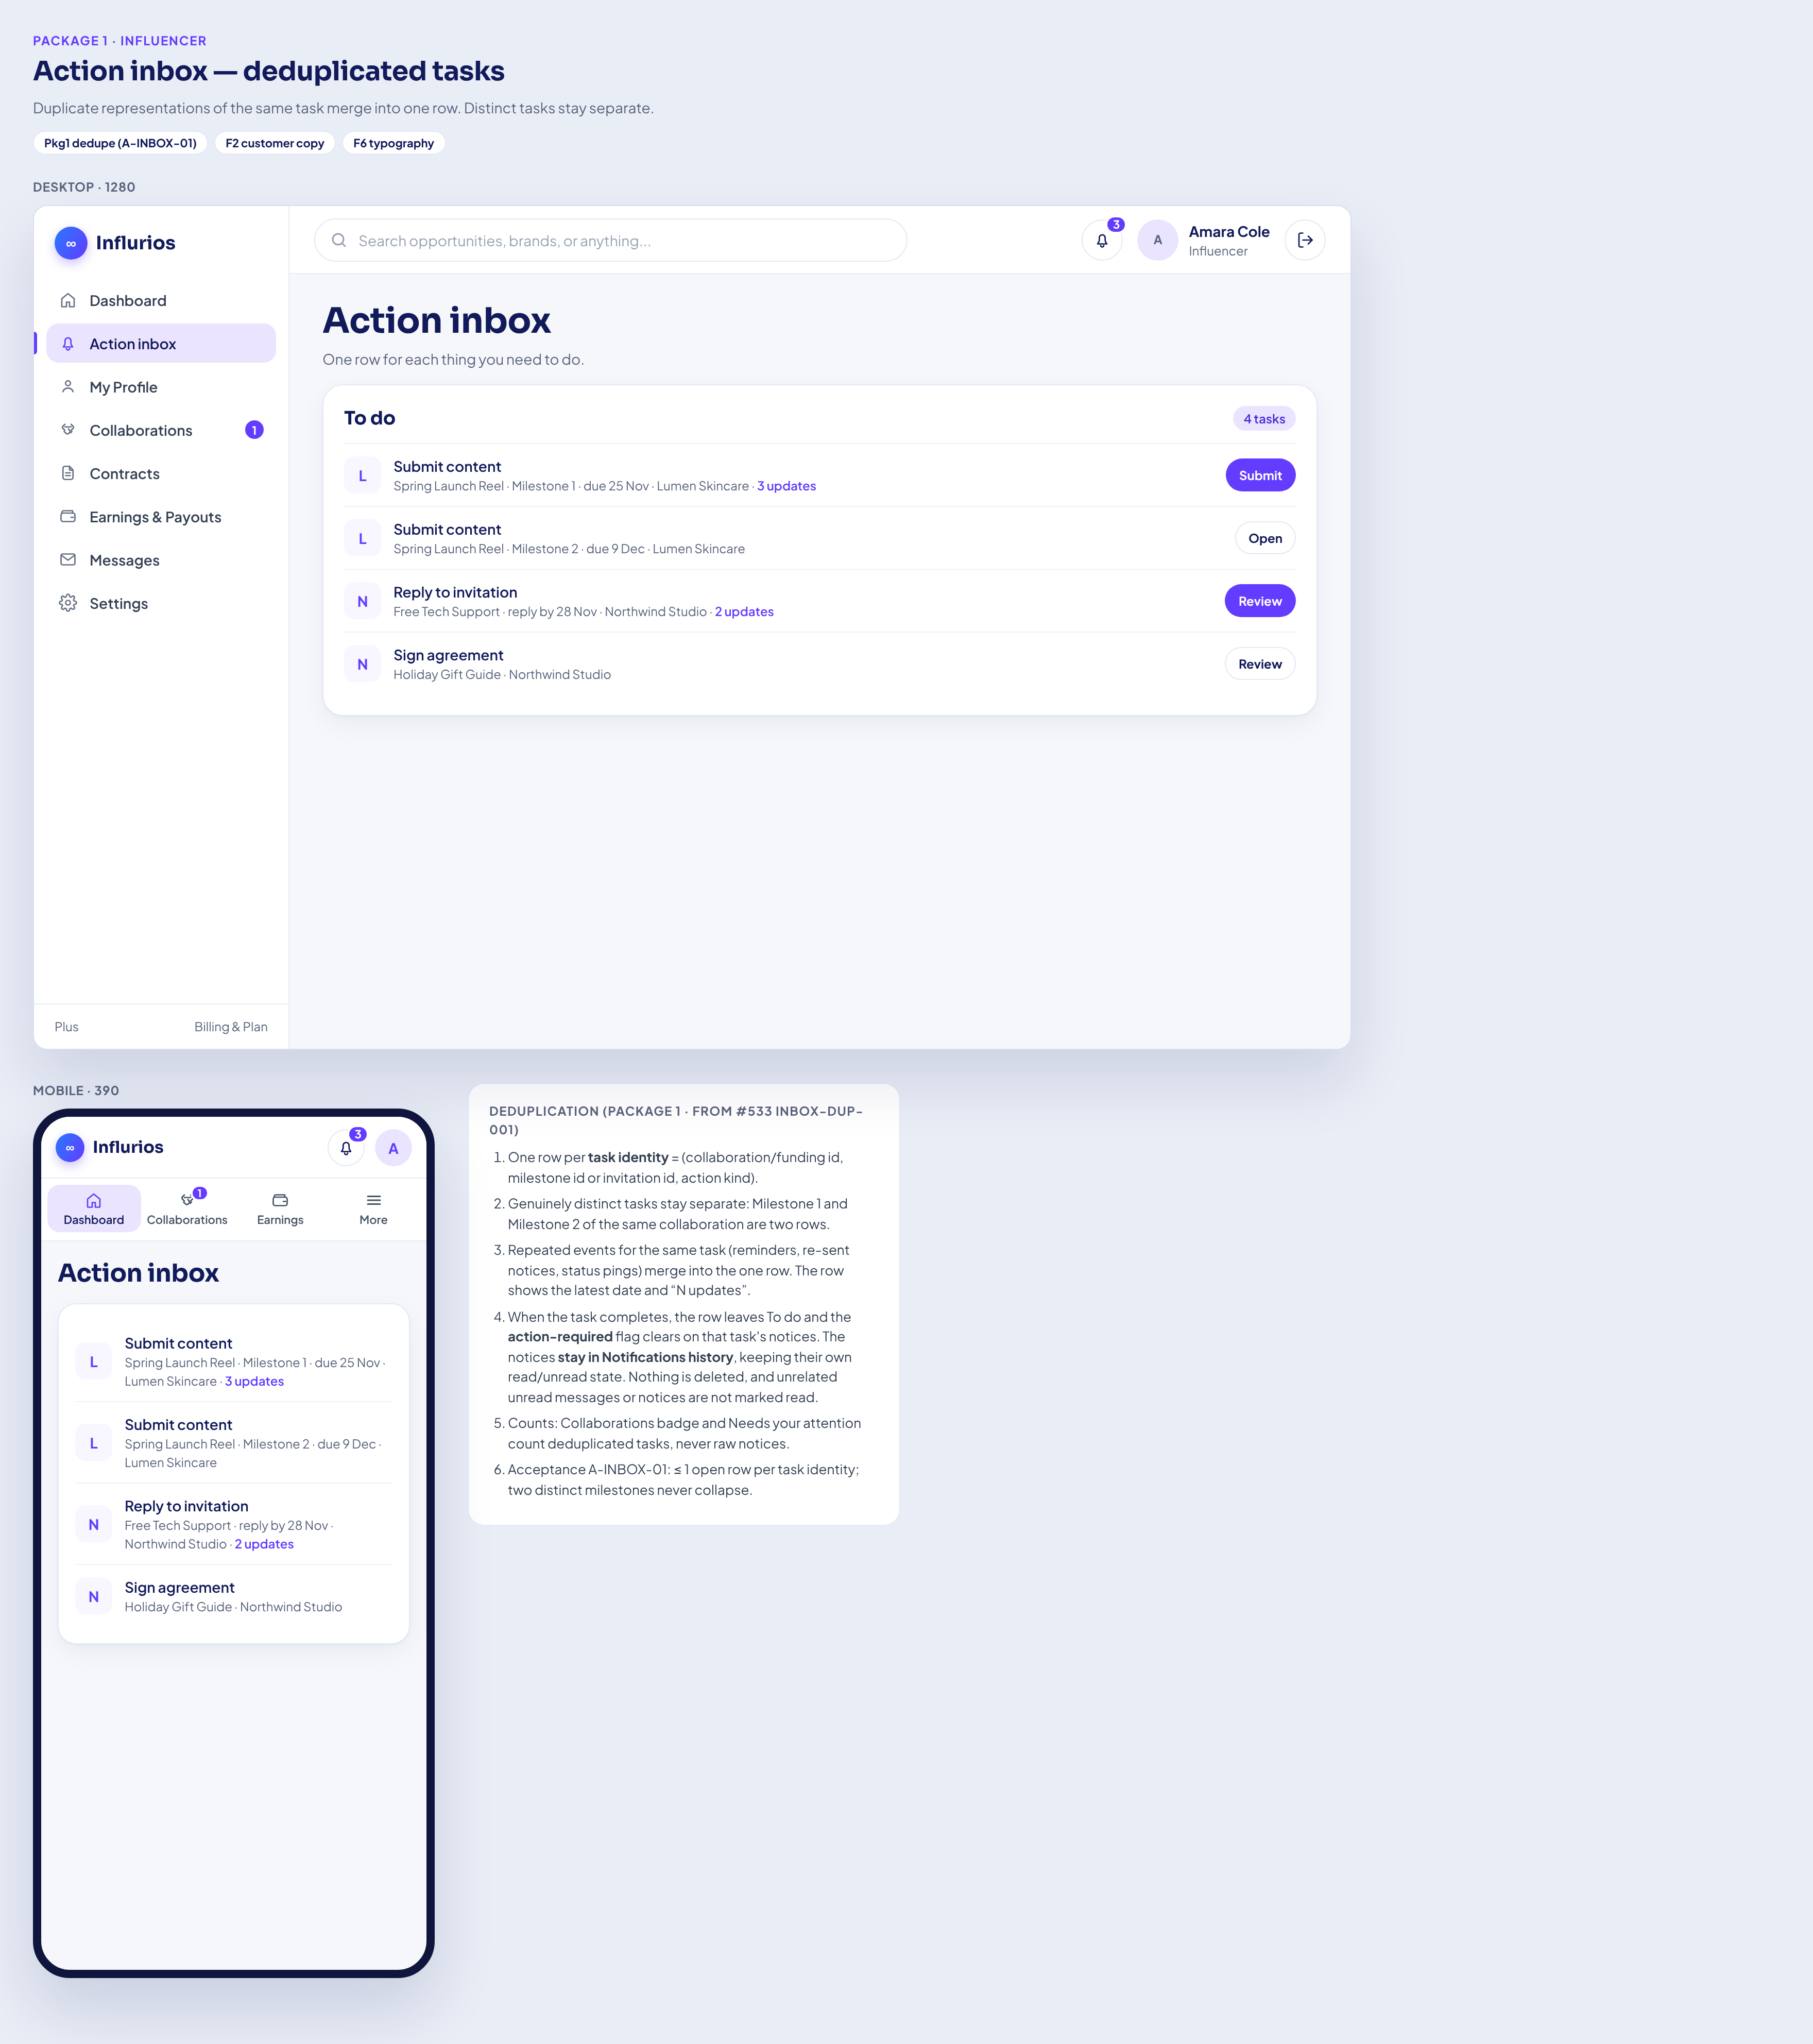 PACKAGE 1 · INFLUENCER
Action inbox — deduplicated tasks
Duplicate representations of the same task merge into one row. Distinct tasks stay separate.
Pkg1 dedupe (A-INBOX-01)
F2 customer copy
F6 typography
DESKTOP · 1280
∞ Influrios
Search opportunities, brands, or anything...
3
A
Amara Cole
Influencer
Dashboard
Action inbox
My Profile
Collaborations 1
Contracts
Earnings & Payouts
Messages
Settings
Plus
Billing & Plan
Action inbox
One row for each thing you need to do.
To do
4 tasks
L
Submit content
Spring Launch Reel · Milestone 1 · due 25 Nov · Lumen Skincare · 3 updates
Submit
L
Submit content
Spring Launch Reel · Milestone 2 · due 9 Dec · Lumen Skincare
Open
N
Reply to invitation
Free Tech Support · reply by 28 Nov · Northwind Studio · 2 updates
Review
N
Sign agreement
Holiday Gift Guide · Northwind Studio
Review
MOBILE · 390
∞ Influrios
3
A
Dashboard
1
Collaborations
Earnings
More
Action inbox
L
Submit content
Spring Launch Reel · Milestone 1 · due 25 Nov ·
Lumen Skincare · 3 updates
L
Submit content
Spring Launch Reel · Milestone 2 · due 9 Dec ·
Lumen Skincare
N
Reply to invitation
Free Tech Support · reply by 28 Nov ·
Northwind Studio · 2 updates
N
Sign agreement
Holiday Gift Guide · Northwind Studio
DEDUPLICATION (PACKAGE 1 · FROM #533 INBOX-DUP-
001)
1. One row per task identity = (collaboration/funding id,
milestone id or invitation id, action kind).
2. Genuinely distinct tasks stay separate: Milestone 1 and
Milestone 2 of the same collaboration are two rows.
3. Repeated events for the same task (reminders, re-sent
notices, status pings) merge into the one row. The row
shows the latest date and “N updates”.
4. When the task completes, the row leaves To do and the
action-required flag clears on that task's notices. The
notices stay in Notifications history, keeping their own
read/unread state. Nothing is deleted, and unrelated
unread messages or notices are not marked read.
5. Counts: Collaborations badge and Needs your attention
count deduplicated tasks, never raw notices.
6. Acceptance A-INBOX-01: ≤ 1 open row per task identity;
two distinct milestones never collapse.